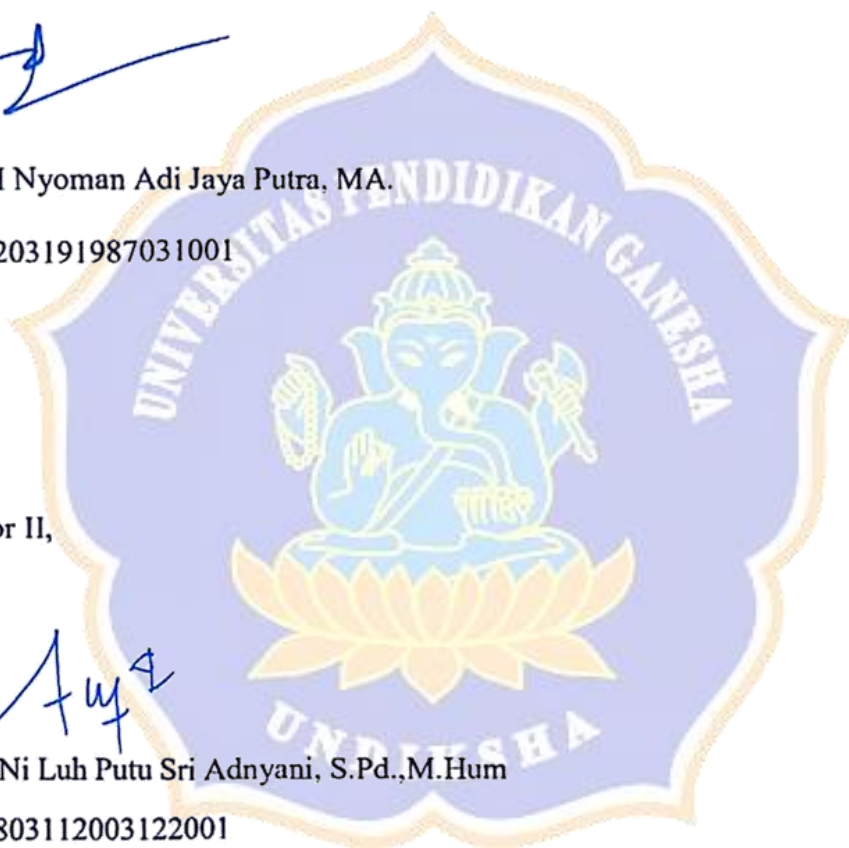 I Nyoman Adi Jaya Putra, MA.
203191987031001
UNIVERSITAS PENDIDIKAN GANESHA
or II,
UNDIKSHA
Ni Luh Putu Sri Adnyani, S.Pd.,M.Hum
803112003122001